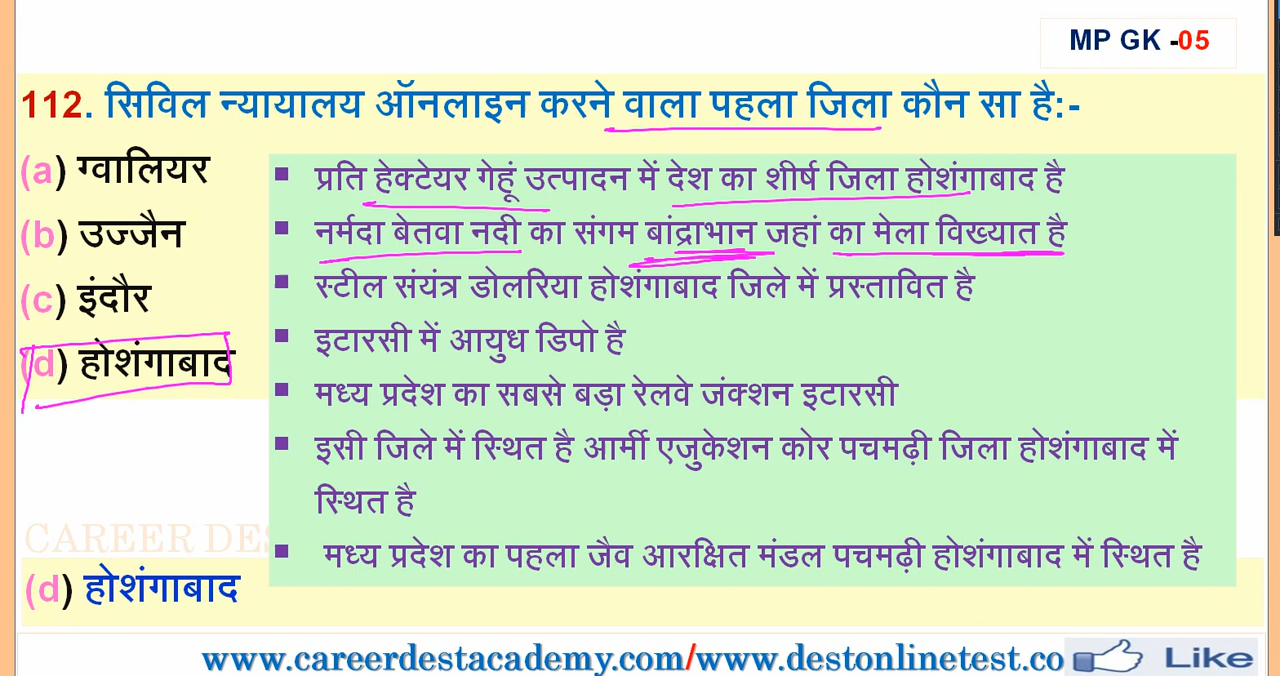 MP GK -05
112. सिविल न्यायालय ऑनलाइन करने वाला पहला जिला कौन सा है:-
(a) ग्वालियर
(b) उज्जैन
(c) इंदौर
(d) होशंगाबाद
▪ प्रति हेक्टेयर गेहूं उत्पादन में देश का शीर्ष जिला होशंगाबाद है
▪ नर्मदा बेतवा नदी का संगम बांद्राभान जहां का मेला विख्यात है
▪ स्टील संयंत्र डोलरिया होशंगाबाद जिले में प्रस्तावित है
▪ इटारसी में आयुध डिपो है
▪ मध्य प्रदेश का सबसे बड़ा रेलवे जंक्शन इटारसी
▪ इसी जिले में स्थित है आर्मी एजुकेशन कोर पचमढ़ी जिला होशंगाबाद में
स्थित है
▪ मध्य प्रदेश का पहला जैव आरक्षित मंडल पचमढ़ी होशंगाबाद में स्थित है
CAREER DES
(d) होशंगाबाद
www.careerdestacademy.com/www.destonlinetest.co
Like